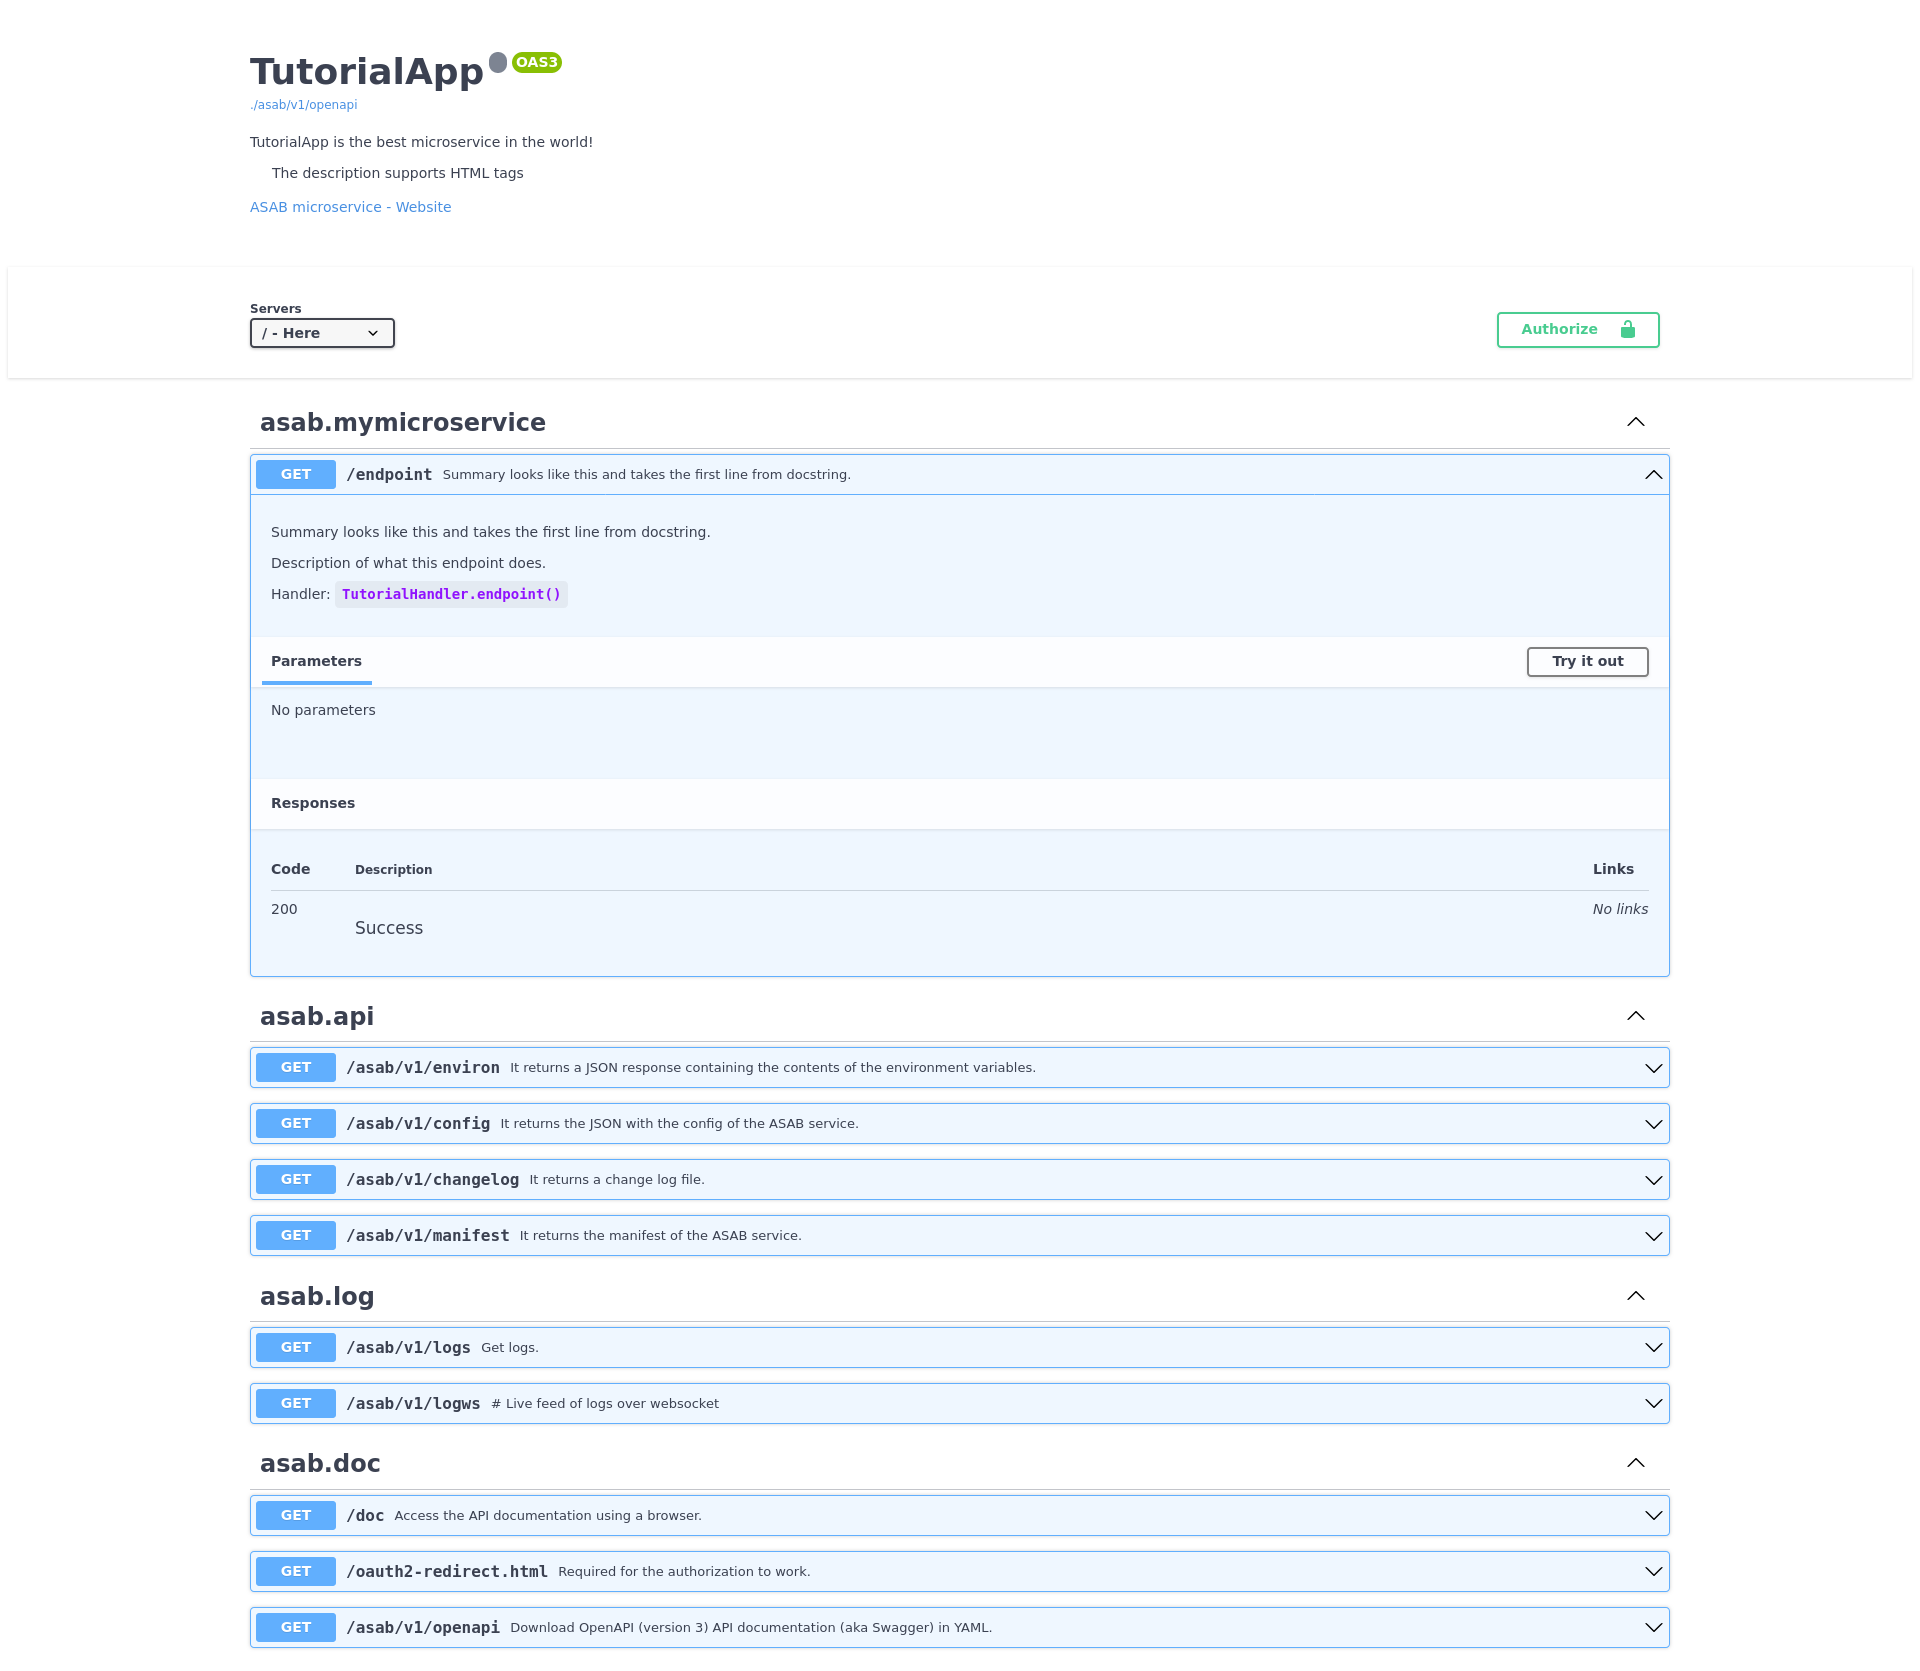 TutorialApp OAS3
./asab/v1/openapi
TutorialApp is the best microservice in the world!
The description supports HTML tags
ASAB microservice - Website
Servers
/ - Here
Authorize
asab.mymicroservice
GET /endpoint Summary looks like this and takes the first line from docstring.
Summary looks like this and takes the first line from docstring.
Description of what this endpoint does.
Handler: TutorialHandler.endpoint()
Parameters Try it out
No parameters
Responses
Code Description Links
200 No links
Success
asab.api
GET /asab/v1/environ It returns a JSON response containing the contents of the environment variables.
GET /asab/v1/config It returns the JSON with the config of the ASAB service.
GET /asab/v1/changelog It returns a change log file.
GET /asab/v1/manifest It returns the manifest of the ASAB service.
asab.log
GET /asab/v1/logs Get logs.
GET /asab/v1/logws # Live feed of logs over websocket
asab.doc
GET /doc Access the API documentation using a browser.
GET /oauth2-redirect.html Required for the authorization to work.
GET /asab/v1/openapi Download OpenAPI (version 3) API documentation (aka Swagger) in YAML.